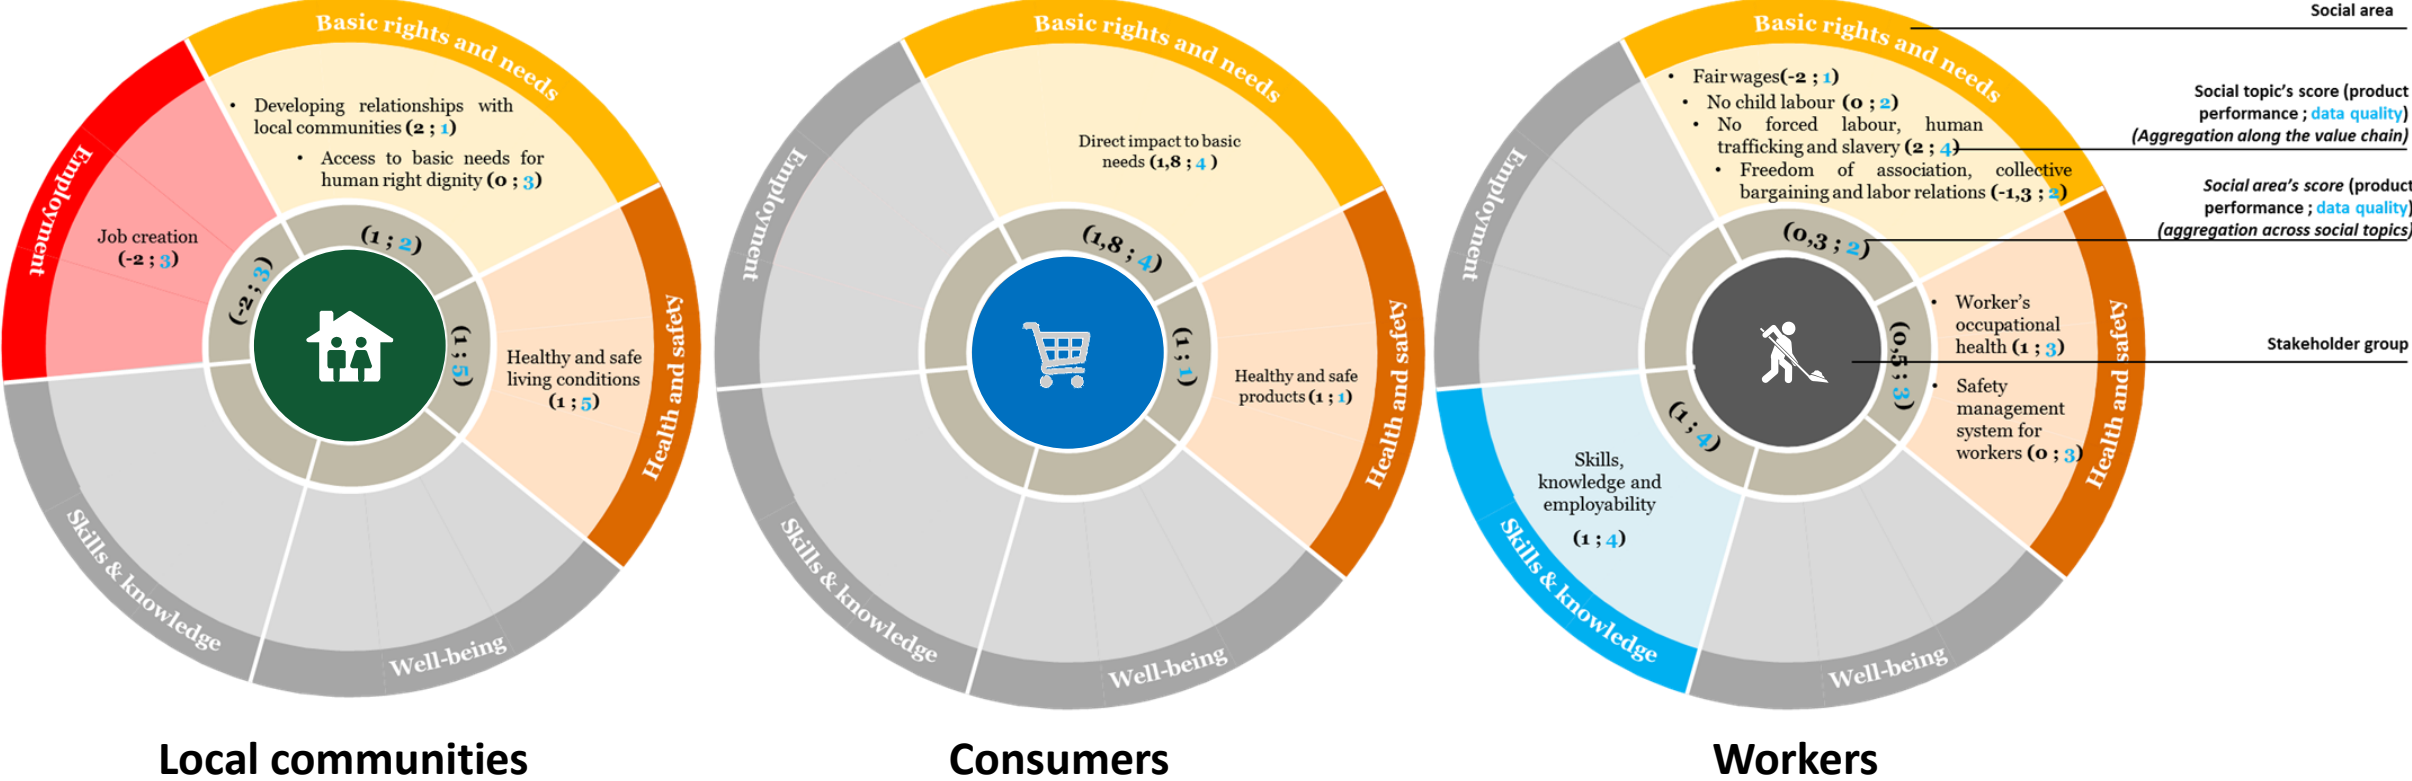 Basic rights and needs
• Developing relationships with
local communities (2 ; 1)
• Access to basic needs for
human right dignity (0 ; 3)
Employment
Job creation
(-2 ; 3)
(-2 ; 3)
(1 ; 2)
(1 ; 5)
Healthy and safe
living conditions
(1 ; 5)
Health and safety
Skills & knowledge
Well-being
Local communities
Basic rights and needs
Direct impact to basic
needs (1,8 ; 4 )
Employment
(1,8 ; 4)
(1 ; 1)
Healthy and safe
products (1 ; 1)
Health and safety
Skills & knowledge
Well-being
Consumers
Basic rights and needs
• Fair wages(-2 ; 1)
• No child labour (0 ; 2)
• No forced labour, human
trafficking and slavery (2 ; 4)
• Freedom of association, collective
bargaining and labor relations (-1,3 ; 2)
Employment
(0,3 ; 2)
(0,5 ; 3)
(1 ; 4)
• Worker's
occupational
health (1 ; 3)
• Safety
management
system for
workers (0 ; 3)
Health and safety
Skills,
knowledge and
employability
(1 ; 4)
Skills & knowledge
Well-being
Workers
Social area
Social topic's score (product
performance ; data quality)
(Aggregation along the value chain)
Social area's score (product
performance ; data quality)
(aggregation across social topics)
Stakeholder group